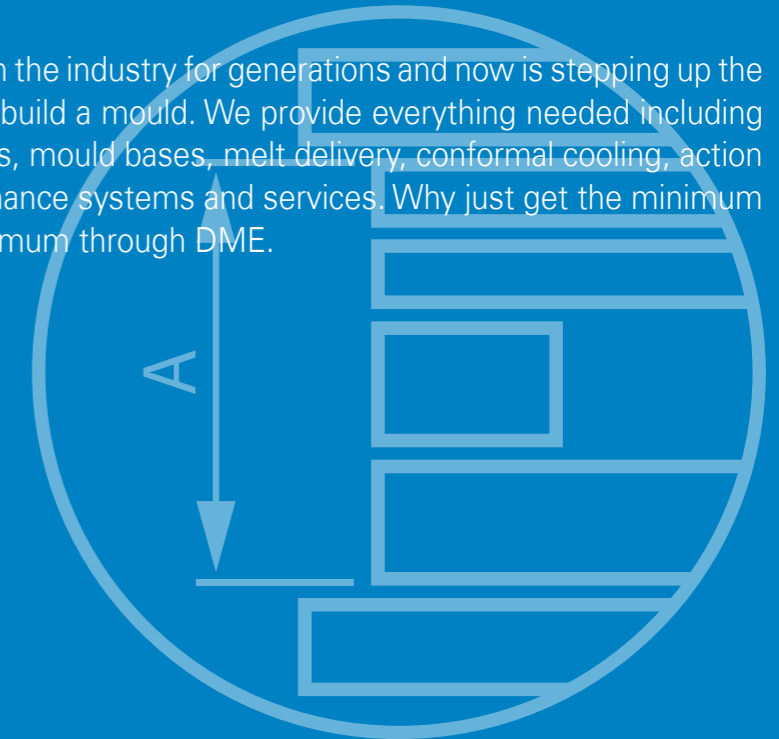 n the industry for generations and now is stepping up the
build a mould. We provide everything needed including
s, mould bases, melt delivery, conformal cooling, action
nance systems and services. Why just get the minimum
imum through DME.
A